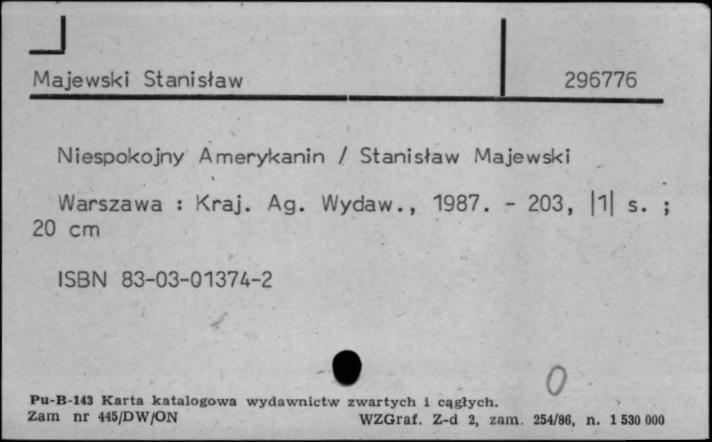 Majewski Stanisław 296776
Niespokojny Amerykanin / Stanisław Majewski
Warszawa : Kraj. Ag. Wydaw., 1987. - 203, |1| s. ;
20 cm
ISBN 83-03-01374-2
0
Pu-B-143 Karta katalogowa wydawnictw zwartych i ciągłych.
Zam nr 445/DW/ON WZGraf. Z-d 2, zam. 254/86, n. 1 530 000